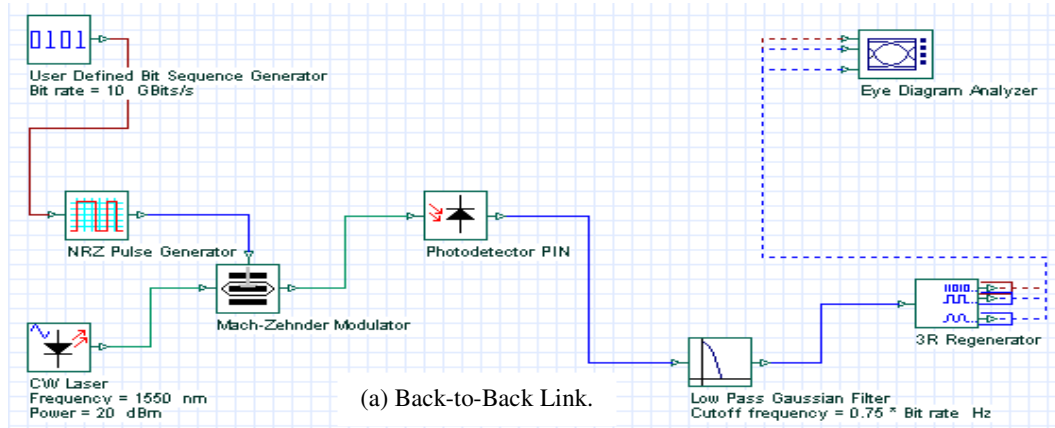 0101
User Defined Bit Sequence Generator
Bit rate = 10 GBits/s
Eye Diagram Analyzer
NRZ Pulse Generator
Photodetector PIN
Mach-Zehnder Modulator
3R Regenerator
CW Laser
Frequency = 1550 nm
Power = 20 dBm
(a) Back-to-Back Link.
Low Pass Gaussian Filter
Cutoff frequency = 0.75 * Bit rate Hz